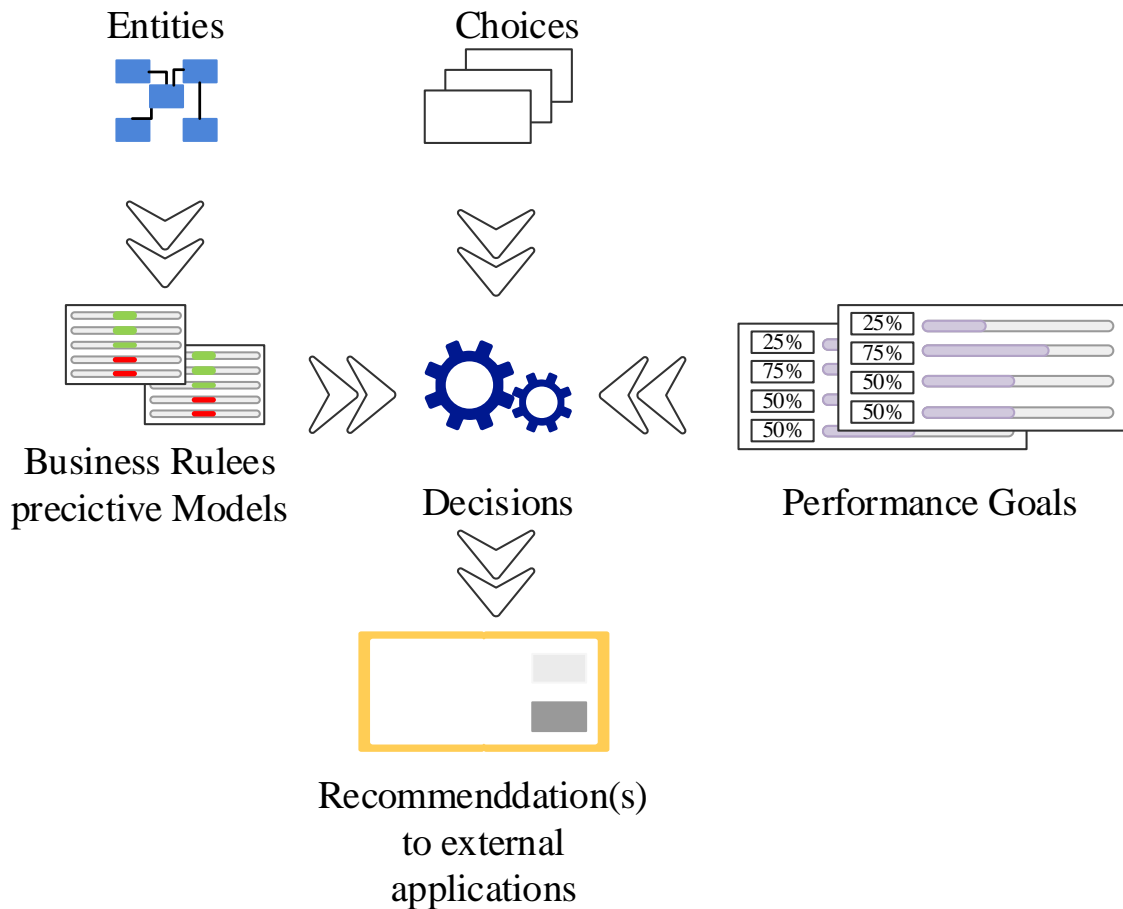 Entities
Choices
25%
75%
50%
50%
25%
75%
50%
50%
Business Rulees
precictive Models
Decisions
Performance Goals
Recommenddation(s)
to external
applications